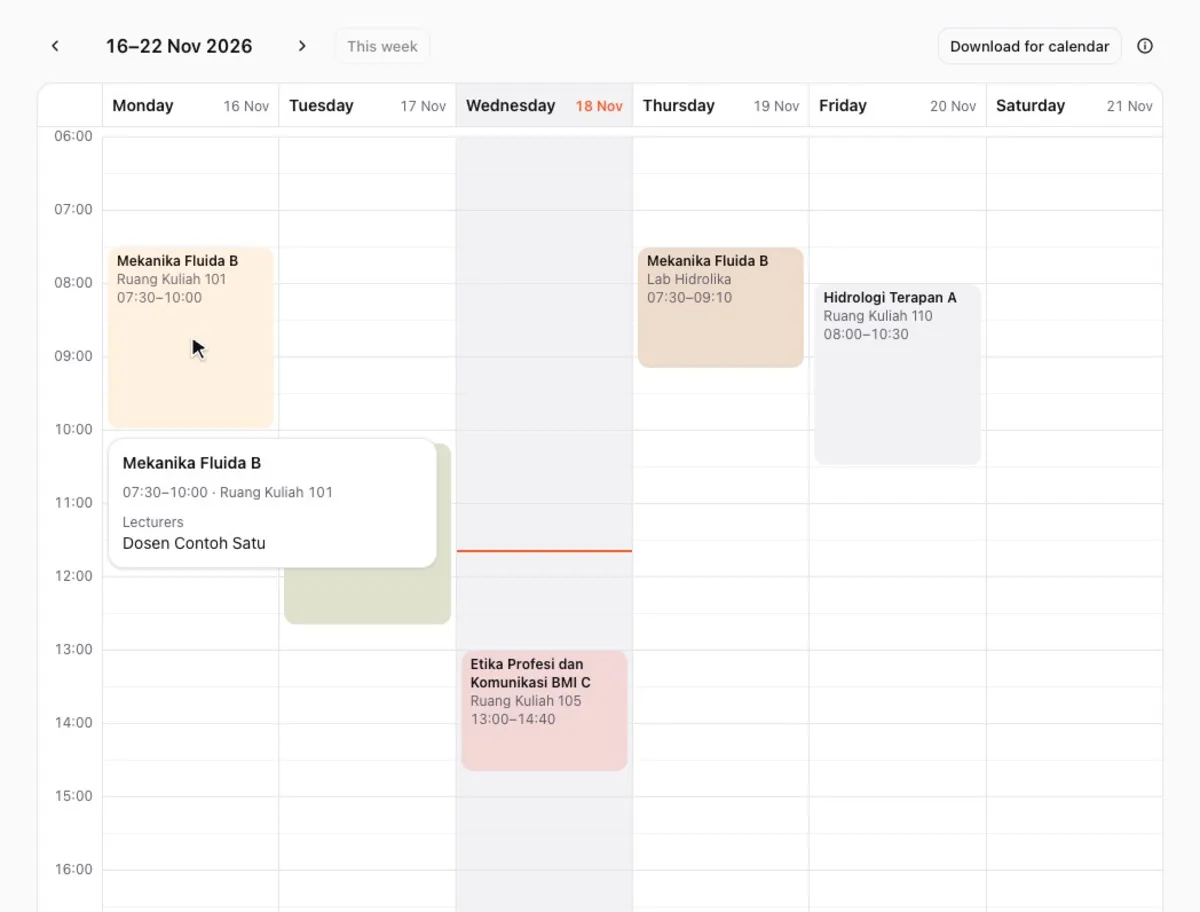 16–22 Nov 2026
This week
Download for calendar
Monday 16 Nov
Tuesday 17 Nov
Wednesday 18 Nov
Thursday 19 Nov
Friday 20 Nov
Saturday 21 Nov
06:00
07:00
08:00
09:00
10:00
11:00
12:00
13:00
14:00
15:00
16:00
Mekanika Fluida B
Ruang Kuliah 101
07:30–10:00
Mekanika Fluida B
07:30–10:00 · Ruang Kuliah 101
Lecturers
Dosen Contoh Satu
Etika Profesi dan
Komunikasi BMI C
Ruang Kuliah 105
13:00–14:40
Mekanika Fluida B
Lab Hidrolika
07:30–09:10
Hidrologi Terapan A
Ruang Kuliah 110
08:00–10:30